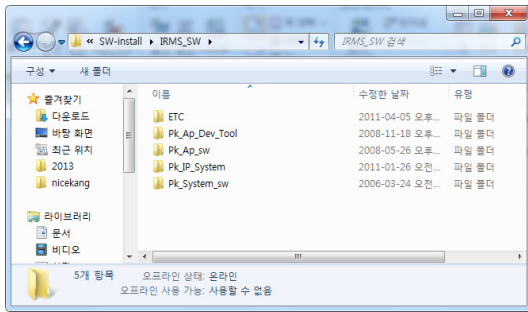 « SW-install ▸ IRMS_SW ▸
IRMS_SW 검색
구성 ▼ 새 폴더
이름 수정한 날짜 유형
즐겨찾기
다운로드
바탕 화면
최근 위치
2013
nicekang
라이브러리
문서
비디오
ETC 2011-04-05 오후... 파일 폴더
Pk_Ap_Dev_Tool 2008-11-18 오후... 파일 폴더
Pk_Ap_sw 2008-05-26 오후... 파일 폴더
Pk_IP_System 2011-01-26 오전... 파일 폴더
Pk_System_sw 2006-03-24 오전... 파일 폴더
5개 항목 오프라인 상태: 온라인
오프라인 사용 가능: 사용할 수 없음